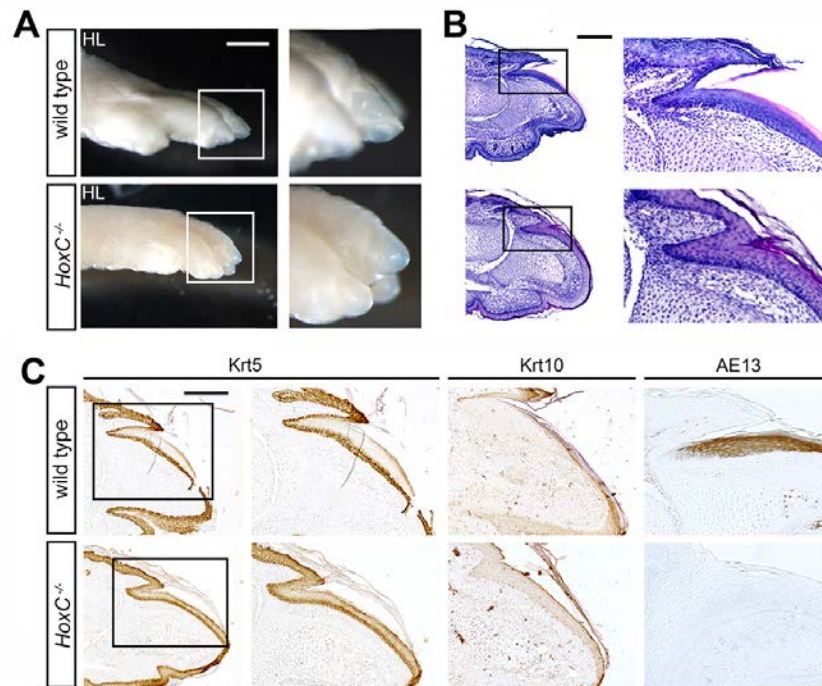 A
B
wild type
HL
HoxC-/-
HL
C
Krt5
Krt10
AE13
wild type
HoxC-/-